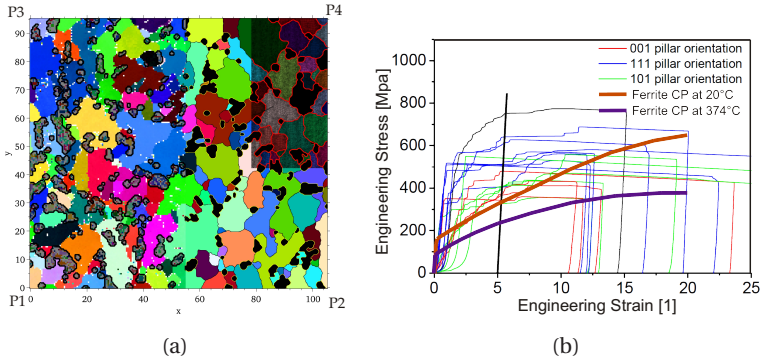 P3
P4
90
80
70
60
50
y
40
30
20
10
0
P1
0
20
40
60
80
100
P2
x
(a)
Engineering Stress [Mpa]
1000
800
600
400
200
0
001 pillar orientation
111 pillar orientation
101 pillar orientation
Ferrite CP at 20°C
Ferrite CP at 374°C
0
5
10
15
20
25
Engineering Strain [1]
(b)